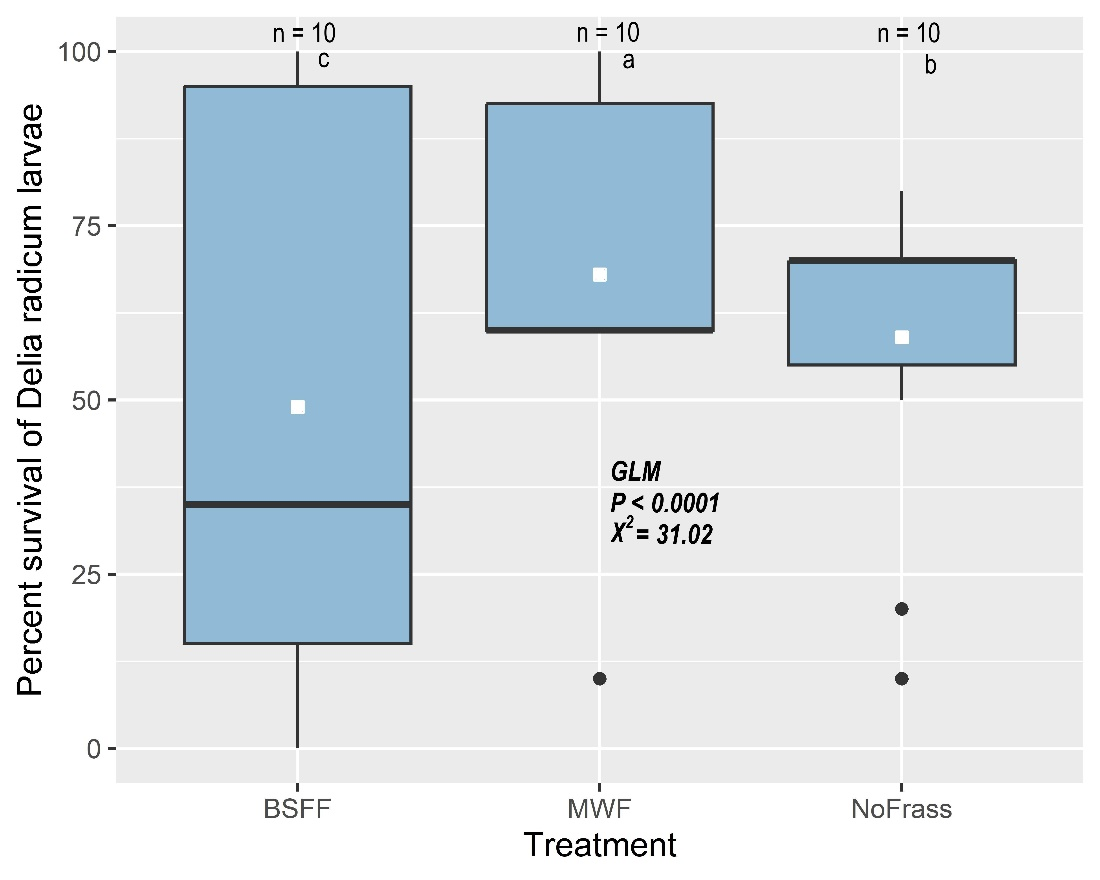 Percent survival of Delia radicum larvae
100
75
50
25
0
n = 10
c
n = 10
a
n = 10
b
GLM
P < 0.0001
X² = 31.02
BSFF
MWF
NoFrass
Treatment